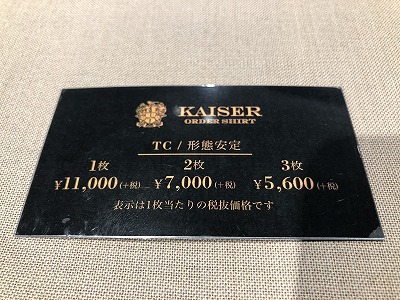 KAISER
ORDER SHIRT
TC / 形態安定
1枚 2枚 3枚
¥11,000(+税) ¥7,000(+税) ¥5,600(+税)
表示は1枚当たりの税抜価格です